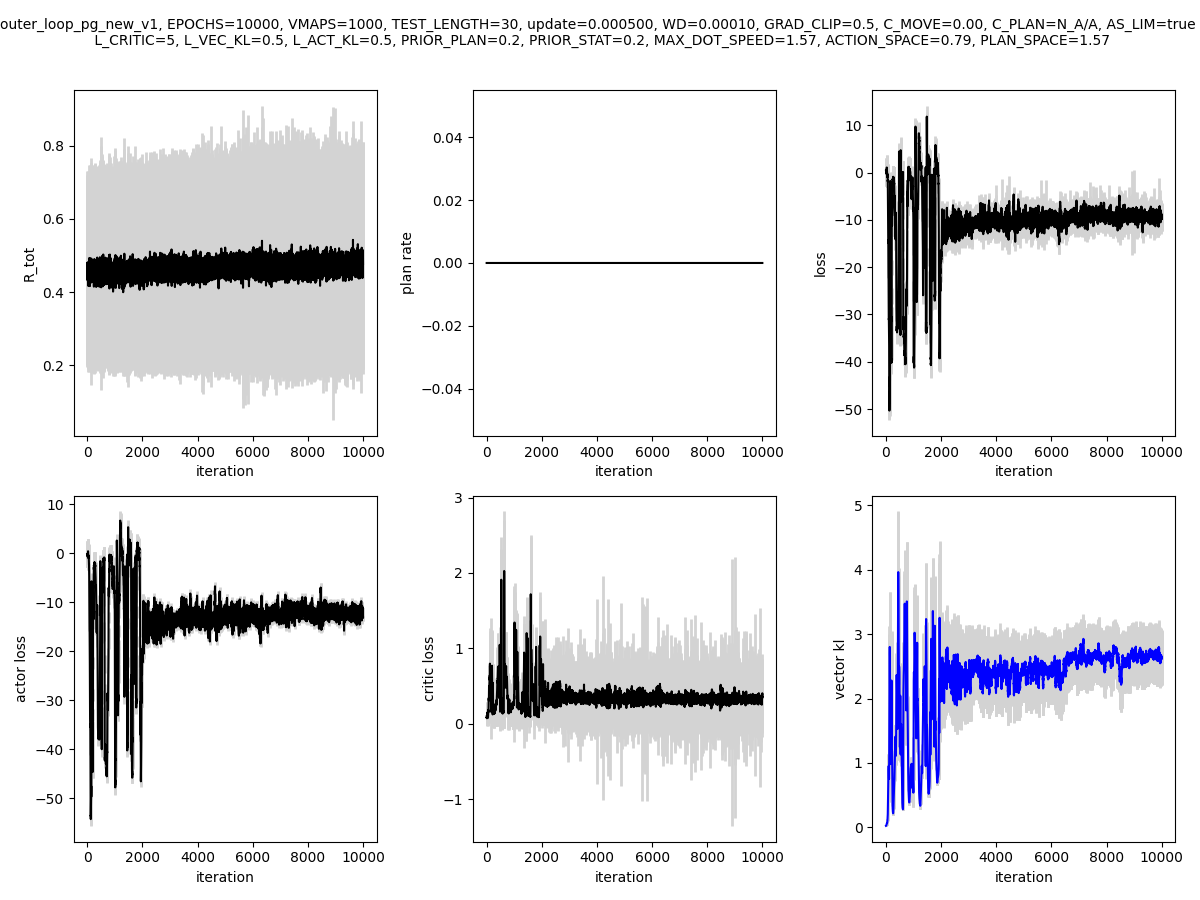 outer_loop_pg_new_v1, EPOCHS=10000, VMAPS=1000, TEST_LENGTH=30, update=0.000500, WD=0.00010, GRAD_CLIP=0.5, C_MOVE=0.00, C_PLAN=N_A/A, AS_LIM=true
L_CRITIC=5, L_VEC_KL=0.5, L_ACT_KL=0.5, PRIOR_PLAN=0.2, PRIOR_STAT=0.2, MAX_DOT_SPEED=1.57, ACTION_SPACE=0.79, PLAN_SPACE=1.57
R_tot
0.8
0.6
0.4
0.2
0 2000 4000 6000 8000 10000
iteration
plan rate
0.04
0.02
0.00
−0.02
−0.04
0 2000 4000 6000 8000 10000
iteration
loss
10
0
−10
−20
−30
−40
−50
0 2000 4000 6000 8000 10000
iteration
actor loss
10
0
−10
−20
−30
−40
−50
0 2000 4000 6000 8000 10000
iteration
critic loss
3
2
1
0
−1
0 2000 4000 6000 8000 10000
iteration
vector kl
5
4
3
2
1
0
0 2000 4000 6000 8000 10000
iteration